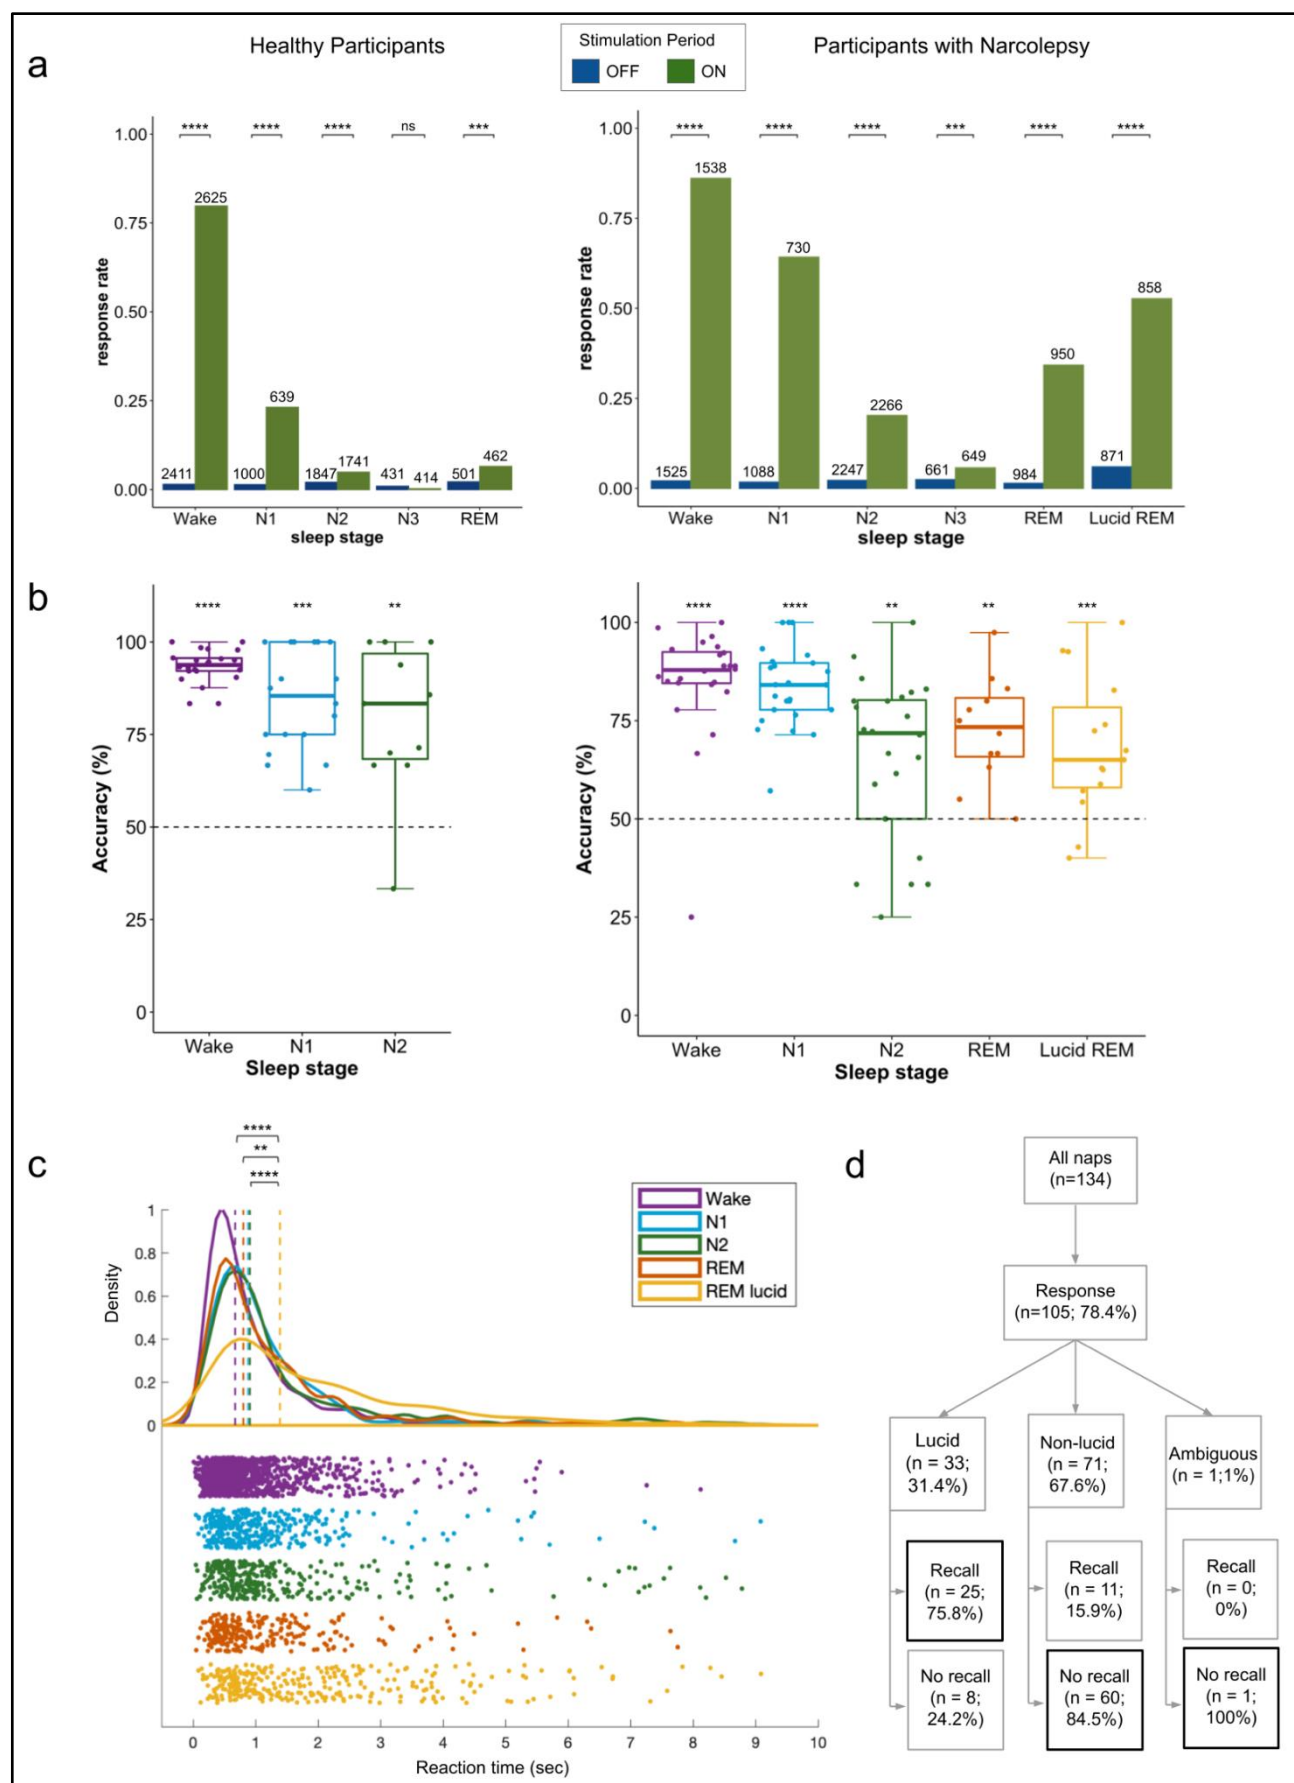 Healthy Participants
Stimulation Period
OFF
ON
Participants with Narcolepsy
a
response rate
1.00
0.75
0.50
0.25
0.00
****
****
****
ns
***
2625
639
2411
1000
1847
1741
431
414
501
462
Wake
N1
N2
N3
REM
sleep stage
response rate
1.00
0.75
0.50
0.25
0.00
****
****
****
***
****
****
1538
730
2266
649
950
858
1525
1088
2247
661
984
871
Wake
N1
N2
N3
REM
Lucid REM
sleep stage
b
Accuracy (%)
100
75
50
25
0
****
***
**
Wake
N1
N2
Sleep stage
Accuracy (%)
100
75
50
25
0
****
****
**
**
***
Wake
N1
N2
REM
Lucid REM
Sleep stage
c
****
**
****
Density
1
0.8
0.6
0.4
0.2
0
Wake
N1
N2
REM
REM lucid
0 1 2 3 4 5 6 7 8 9 10
Reaction time (sec)
d
All naps
(n=134)
Response
(n=105; 78.4%)
Lucid
(n = 33;
31.4%)
Non-lucid
(n = 71;
67.6%)
Ambiguous
(n = 1;1%)
Recall
(n = 25;
75.8%)
Recall
(n = 11;
15.9%)
Recall
(n = 0;
0%)
No recall
(n = 8;
24.2%)
No recall
(n = 60;
84.5%)
No recall
(n = 1;
100%)